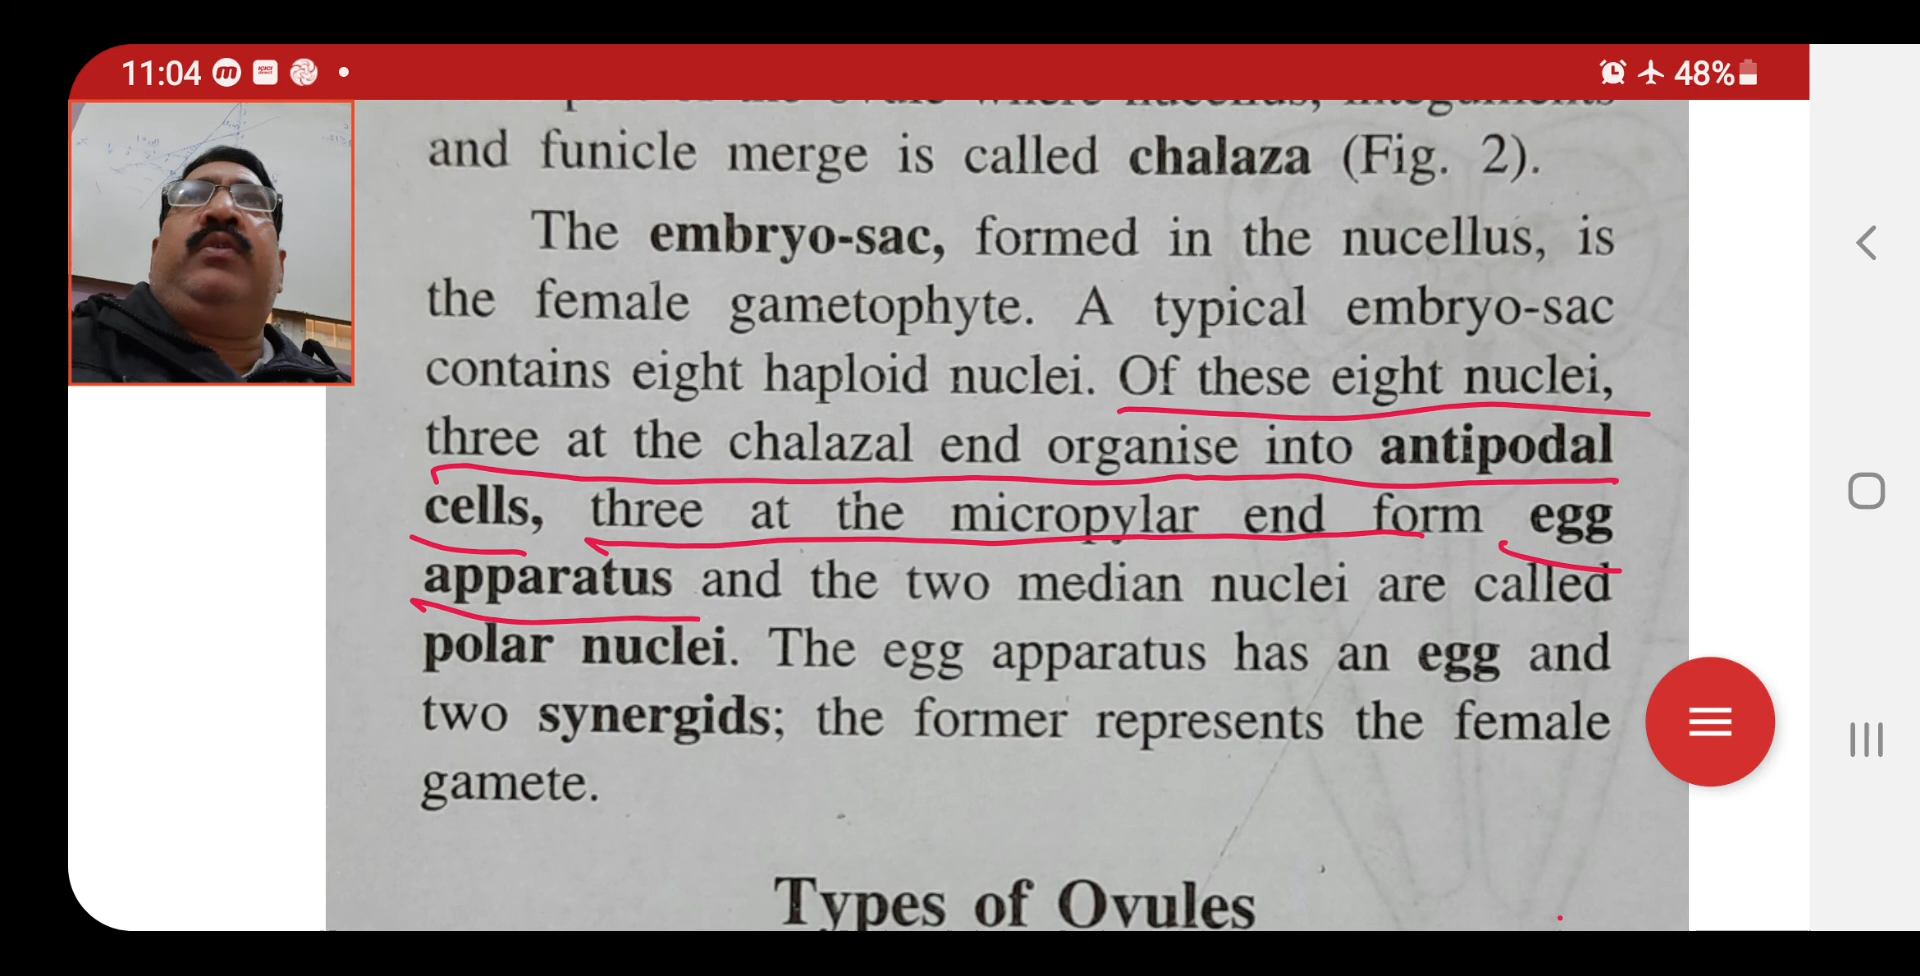 11:04
48%
and funicle merge is called chalaza (Fig. 2).
The embryo-sac, formed in the nucellus, is
the female gametophyte. A typical embryo-sac
contains eight haploid nuclei. Of these eight nuclei,
three at the chalazal end organise into antipodal
cells, three at the micropylar end form egg
apparatus and the two median nuclei are called
polar nuclei. The egg apparatus has an egg and
two synergids; the former represents the female
gamete.
Types of Ovules